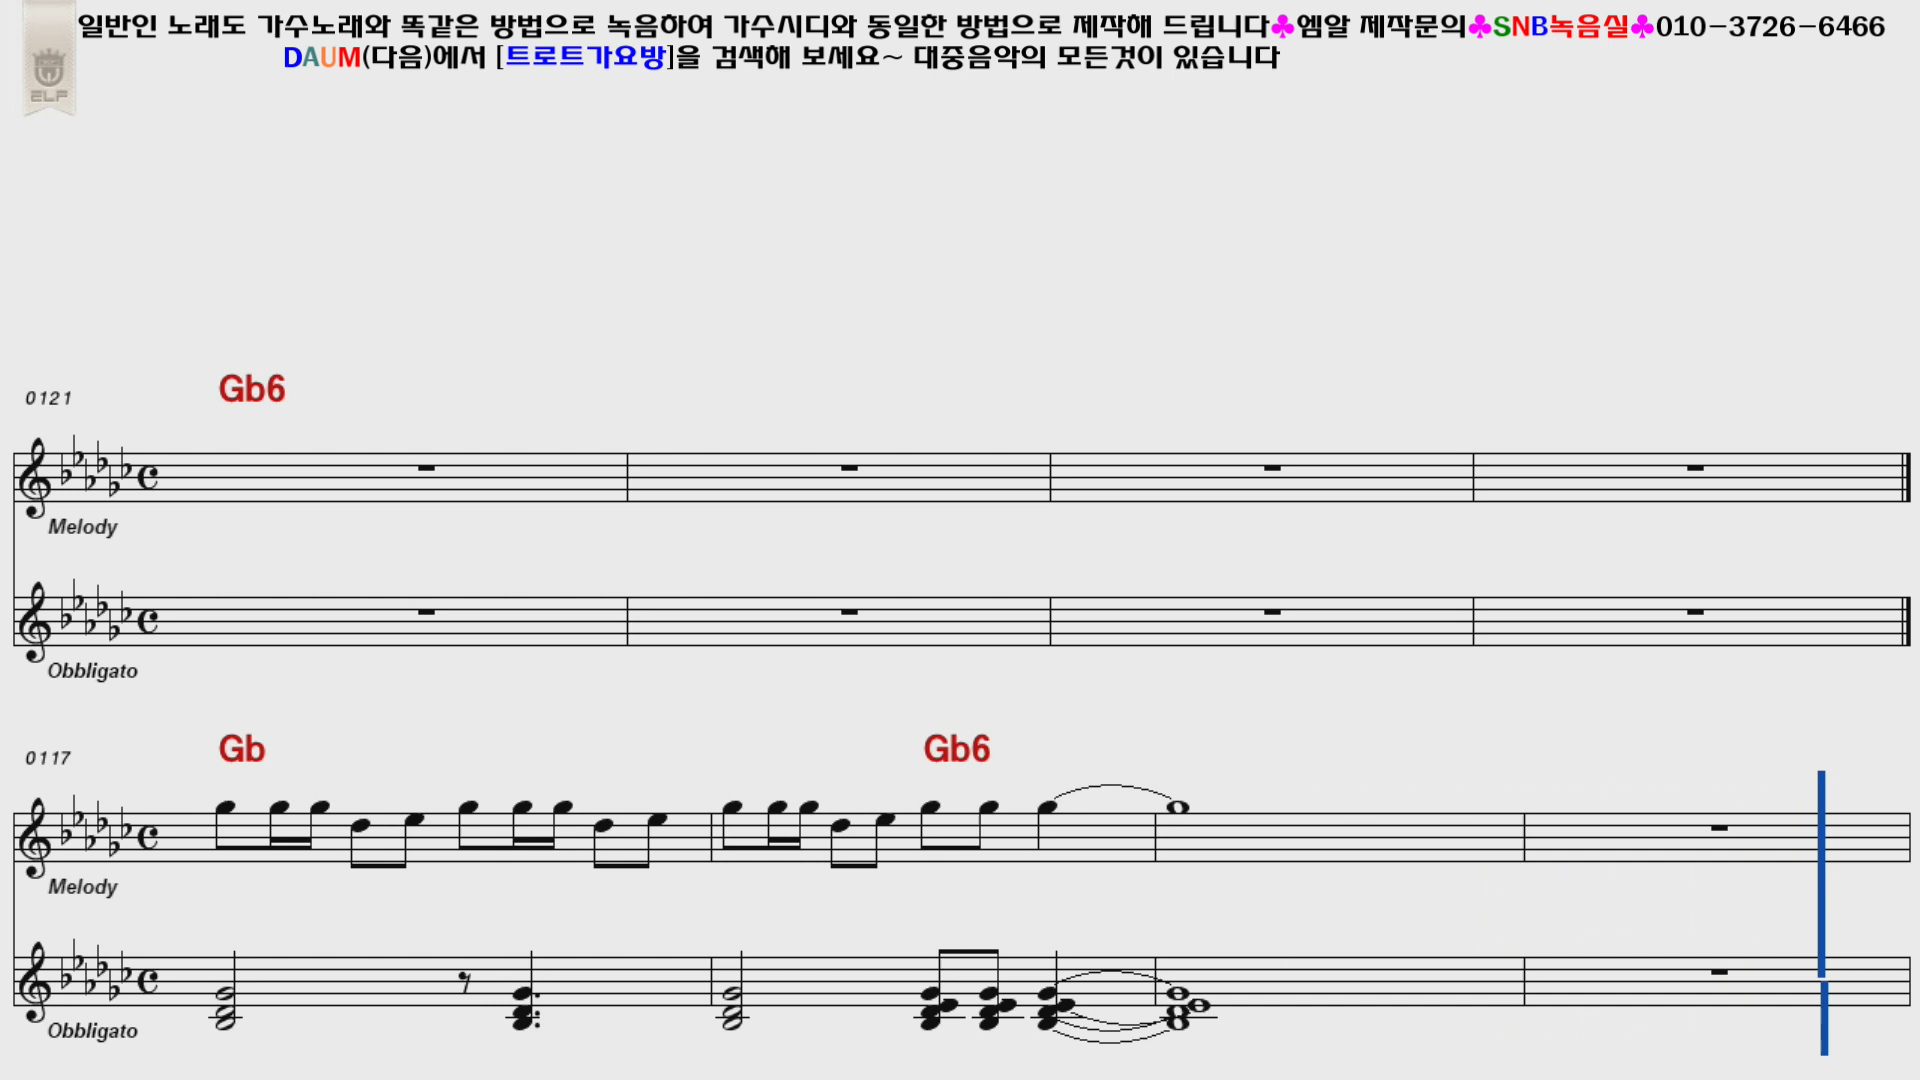 일반인 노래도 가수노래와 똑같은 방법으로 녹음하여 가수시디와 동일한 방법으로 제작해 드립니다♣엠알 제작문의♣SNB녹음실♣010-3726-6466
DAUM(다음)에서 [트로트가요방]을 검색해 보세요~ 대중음악의 모든것이 있습니다
ELF
0121
Gb6
Melody
Obbligato
0117
Gb
Gb6
Melody
Obbligato